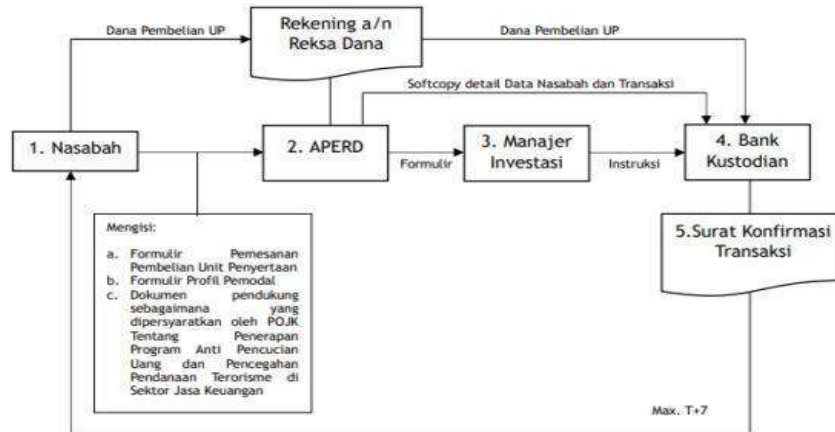 Dana Pembelian UP
Rekening a/n
Reksa Dana
Dana Pembelian UP
Softcopy detail Data Nasabah dan Transaksi
1. Nasabah
2. APERD
Formulir
3. Manajer
Investasi
Instruksi
4. Bank
Kustodian
Mengisi:
a. Formulir Pemesanan
Pembelian Unit Penyertaan
b. Formulir Profil Pemodal
c. Dokumen pendukung
sebagaimana yang
dipersyaratkan oleh POJK
Tentang Penerapan
Program Anti Pencucian
Uang dan Pencegahan
Pendanaan Terorisme di
Sektor Jasa Keuangan
5.Surat Konfirmasi
Transaksi
Max. T+7